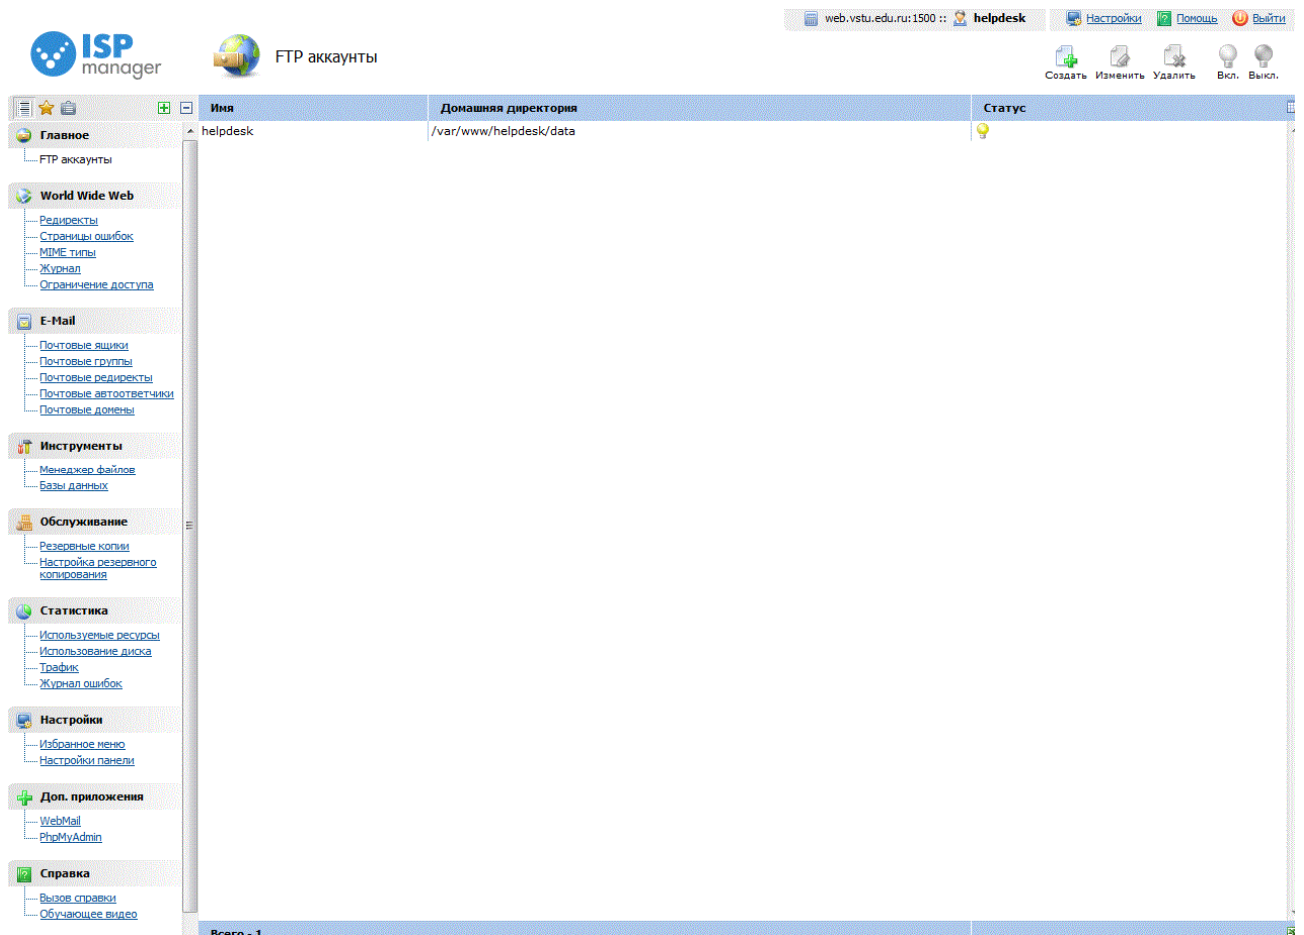 web.vstu.edu.ru:1500 :: helpdesk Настройки Помощь Выйти
ISP
manager
FTP аккаунты
Создать Изменить Удалить Вкл. Выкл.
Имя Домашняя директория Статус
helpdesk /var/www/helpdesk/data
Главное
FTP аккаунты
World Wide Web
Редиректы
Страницы ошибок
MIME типы
Журнал
Ограничение доступа
E-Mail
Почтовые ящики
Почтовые группы
Почтовые редиректы
Почтовые автоответчики
Почтовые домены
Инструменты
Менеджер файлов
Базы данных
Обслуживание
Резервные копии
Настройка резервного
копирования
Статистика
Используемые ресурсы
Использование диска
Трафик
Журнал ошибок
Настройки
Избранное меню
Настройки панели
Доп. приложения
WebMail
PhpMyAdmin
Справка
Вызов справки
Обучающее видео
Всего - 1